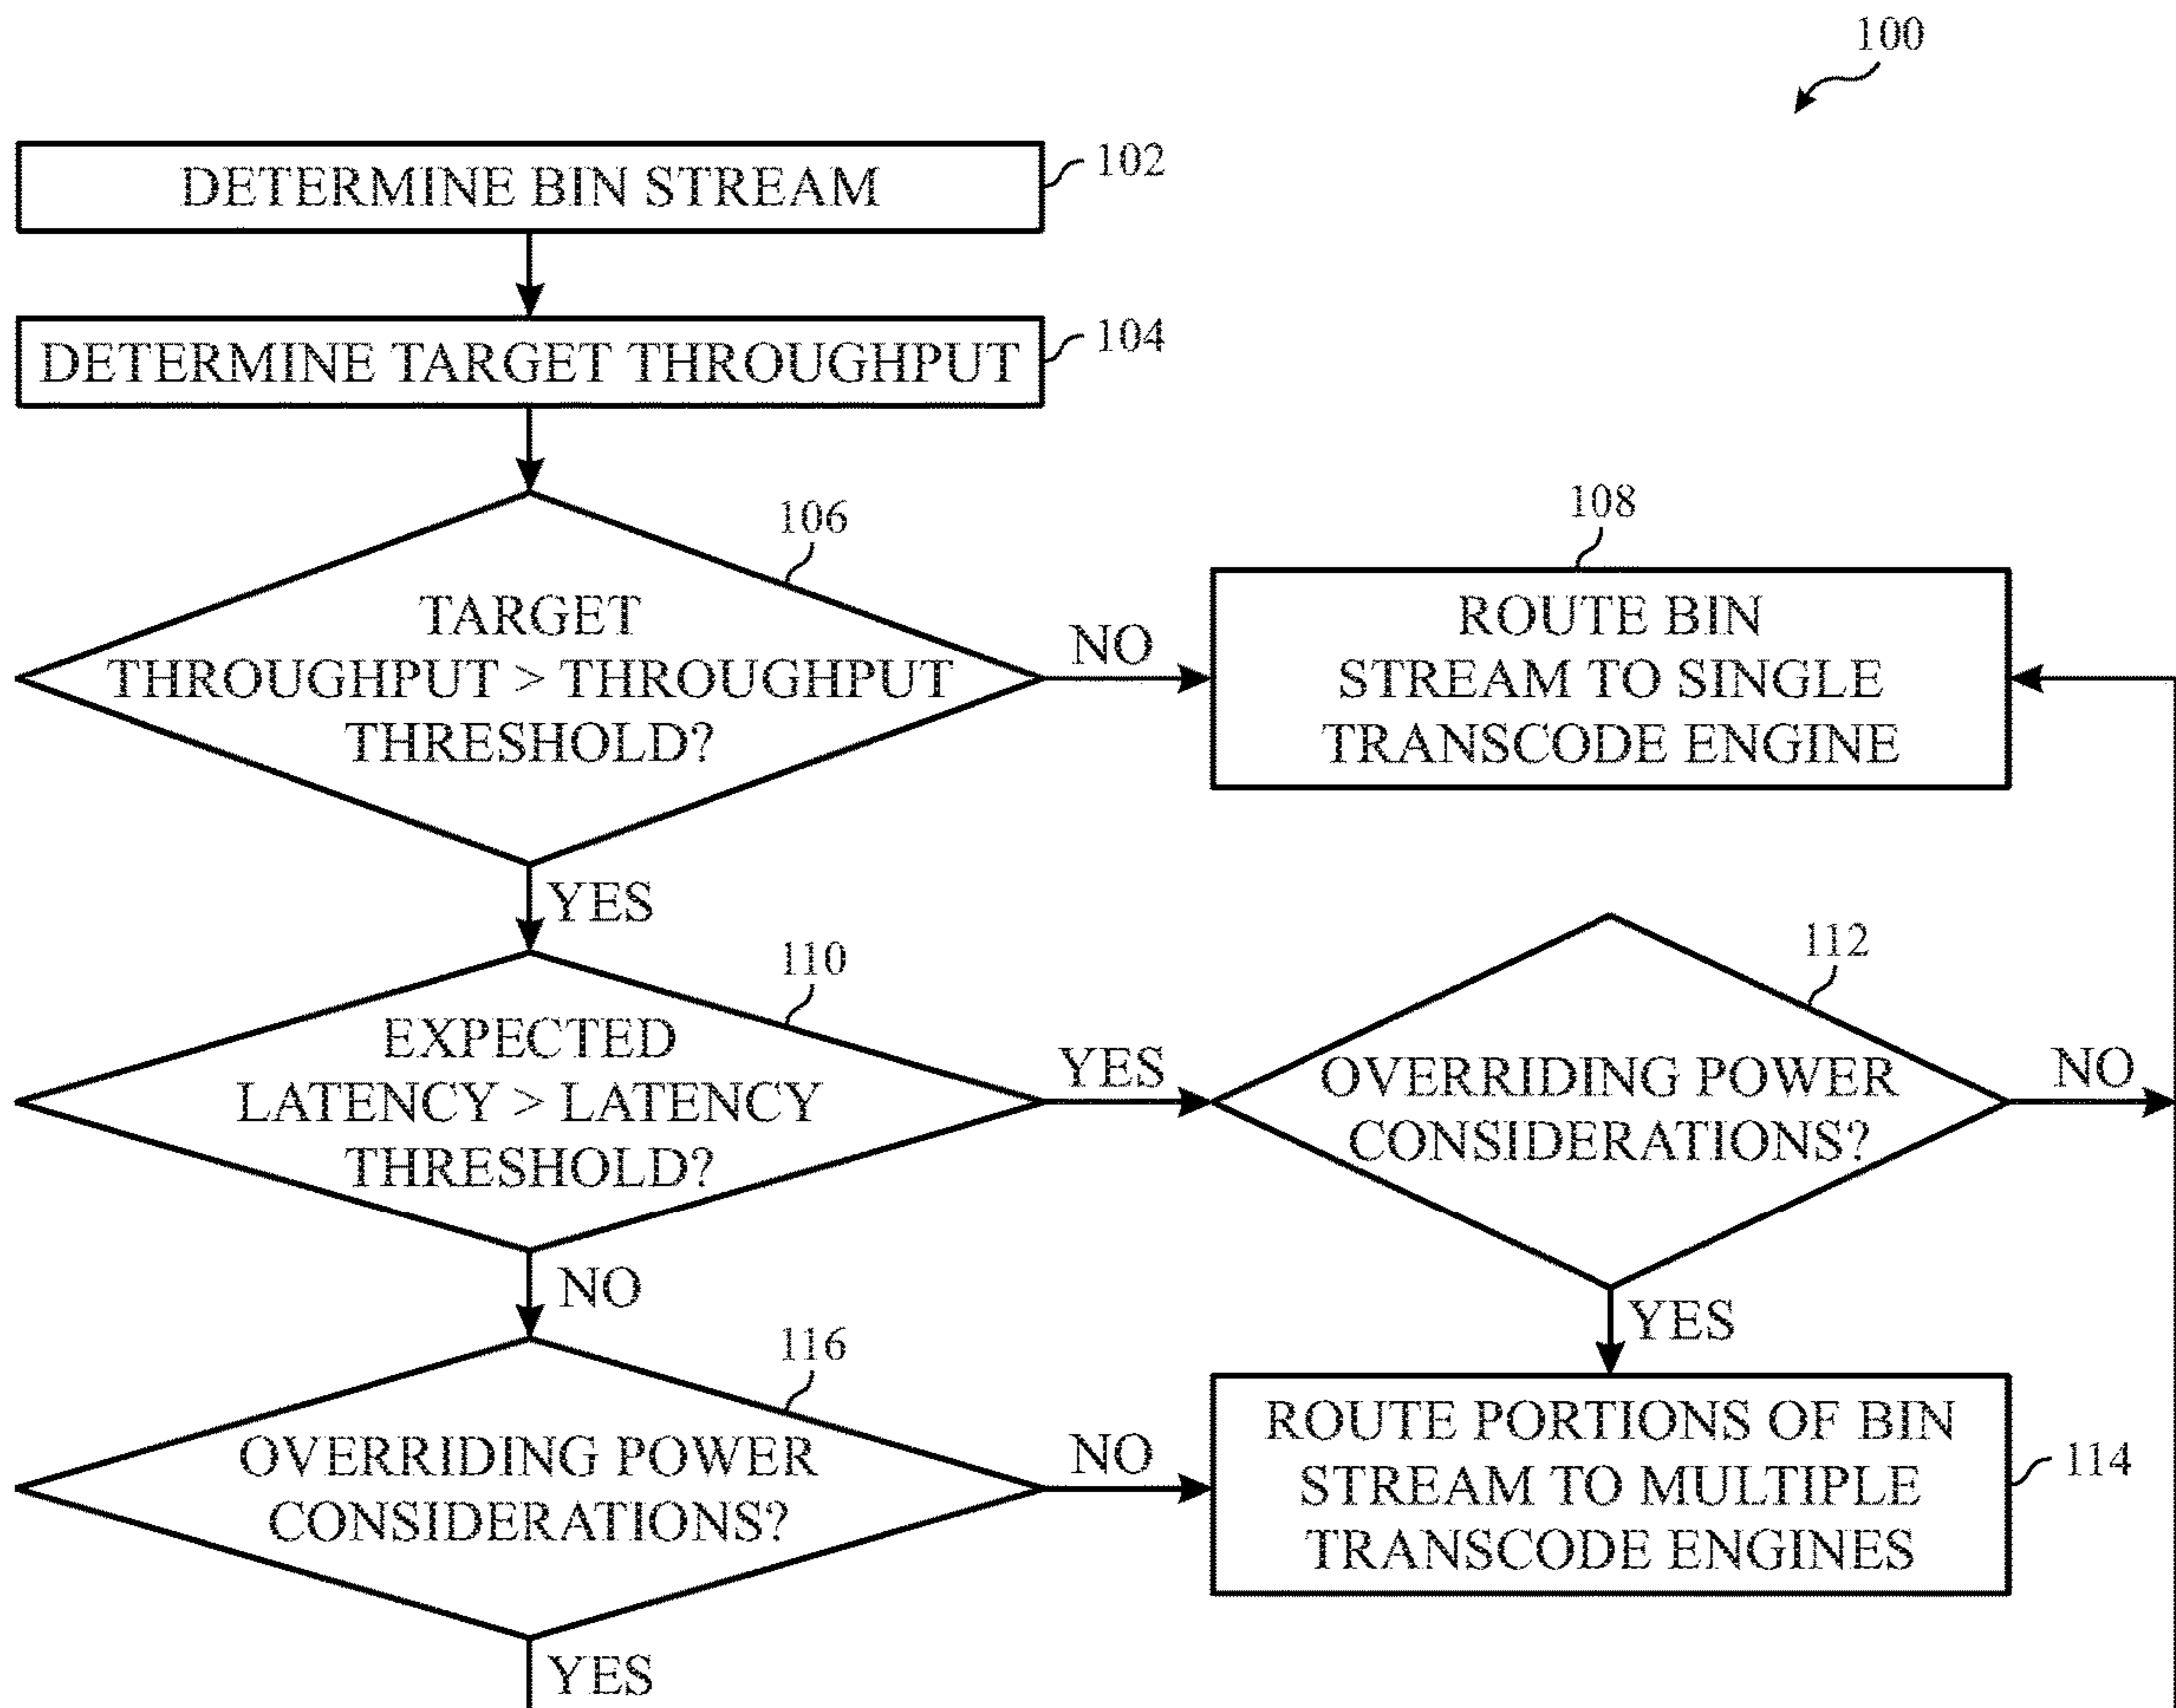 100
DETERMINE BIN STREAM
102
DETERMINE TARGET THROUGHPUT
104
106
TARGET
THROUGHPUT > THROUGHPUT
THRESHOLD?
NO
108
ROUTE BIN
STREAM TO SINGLE
TRANSCODE ENGINE
YES
110
EXPECTED
LATENCY > LATENCY
THRESHOLD?
YES
112
OVERRIDING POWER
CONSIDERATIONS?
NO
NO
YES
116
OVERRIDING POWER
CONSIDERATIONS?
NO
ROUTE PORTIONS OF BIN
STREAM TO MULTIPLE
TRANSCODE ENGINES
114
YES